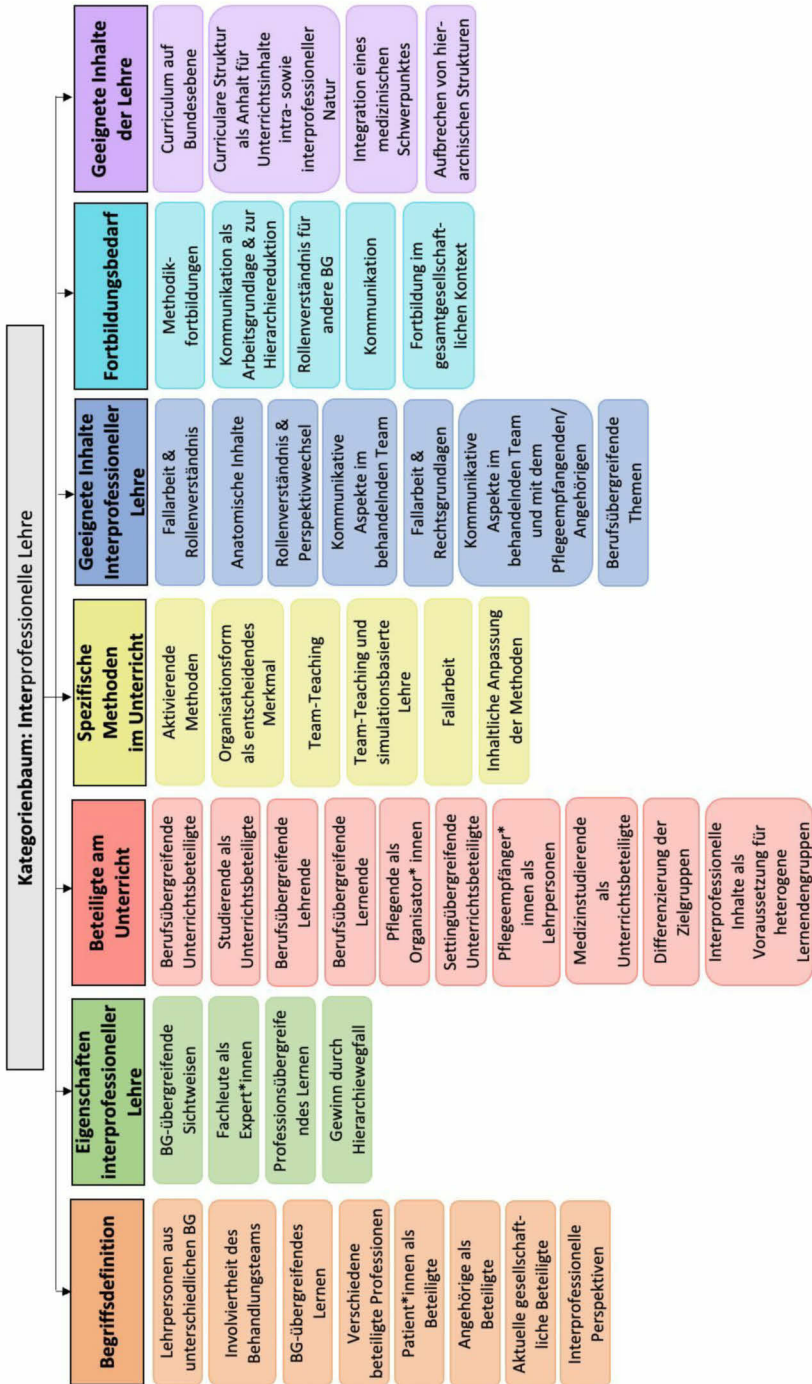 Kategorienbaum: Interprofessionelle Lehre
Begriffsdefinition
Lehrpersonen aus
unterschiedlichen BG
Involviertheit des
Behandlungsteams
BG-übergreifendes
Lernen
Verschiedene
beteiligte Professionen
Patient*innen als
Beteiligte
Angehörige als
Beteiligte
Aktuelle gesellschaft-
liche Beteiligte
Interprofessionelle
Perspektiven
Eigenschaften
interprofessioneller
Lehre
BG-übergreifende
Sichtweisen
Fachleute als
Expert*innen
Professionsübergreife
ndes Lernen
Gewinn durch
Hierarchiewegfall
Beteiligte am
Unterricht
Berufsübergreifende
Unterrichtsbeteiligte
Studierende als
Unterrichtsbeteiligte
Berufsübergreifende
Lehrende
Berufsübergreifende
Lernende
Pflegende als
Organisator* innen
Settingübergreifende
Unterrichtsbeteiligte
Pflegeempfänger*
innen als
Lehrpersonen
Medizinstudierende
als
Unterrichtsbeteiligte
Differenzierung der
Zielgruppen
Interprofessionelle
Inhalte als
Voraussetzung für
heterogene
Lernendengruppen
Spezifische
Methoden
im Unterricht
Aktivierende
Methoden
Organisationsform
als entscheidendes
Merkmal
Team-Teaching
Team-Teaching und
simulationsbasierte
Lehre
Fallarbeit
Inhaltliche Anpassung
der Methoden
Geeignete Inhalte
Interprofessioneller
Lehre
Fallarbeit &
Rollenverständnis
Anatomische Inhalte
Rollenverständnis &
Perspektivwechsel
Kommunikative
Aspekte im
behandelnden Team
Fallarbeit &
Rechtsgrundlagen
Kommunikative
Aspekte im
behandelnden Team
und mit dem
Pflegeempfangenden/
Angehörigen
Berufsübergreifende
Themen
Fortbildungsbedarf
Methodik-
fortbildungen
Kommunikation als
Arbeitsgrundlage & zur
Hierarchiereduktion
Rollenverständnis für
andere BG
Kommunikation
Fortbildung im
gesamtgesellschaft-
lichen Kontext
Geeignete Inhalte
der Lehre
Curriculum auf
Bundesebene
Curriculare Struktur
als Anhalt für
Unterrichtsinhalte
intra- sowie
interprofessioneller
Natur
Integration eines
medizinischen
Schwerpunktes
Aufbrechen von hier-
archischen Strukturen